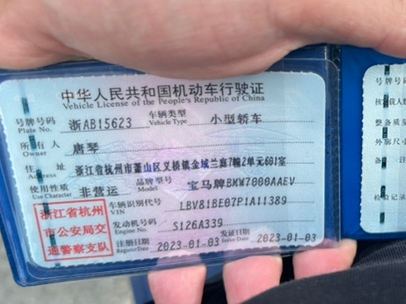 中华人民共和国机动车行驶证
Vehicle License of the People's Republic of China
号牌号码 浙AB15623 车辆类型 小型轿车
Plate No. Vehicle Type
所有人 唐琴
Owner
住址 浙江省杭州市萧山区义桥镇金域兰庭7幢2单元601室
Address
使用性质 非营运 品牌型号 宝马牌BMW7000AAEV
Use Character Model
浙江省杭州市公安局交通警察支队
车辆识别代号 LBV81BE07P1A11389
VIN
发动机号码 S126A339
Engine No.
注册日期 2023-01-03 发证日期 2023-01-03
Register Date Issue Date